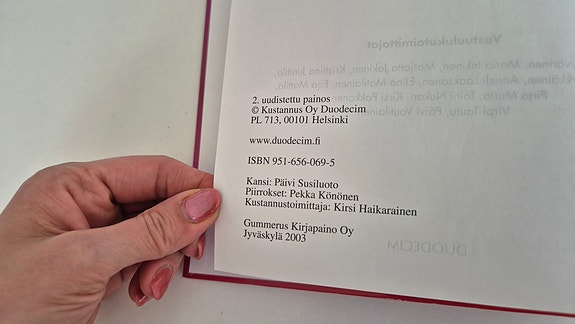 2. uudistettu painos
© Kustannus Oy Duodecim
PL 713, 00101 Helsinki
www.duodecim.fi
ISBN 951-656-069-5
Kansi: Päivi Susiluoto
Piirrokset: Pekka Könönen
Kustannustoimittaja: Kirsi Haikarainen
Gummerus Kirjapaino Oy
Jyväskylä 2003